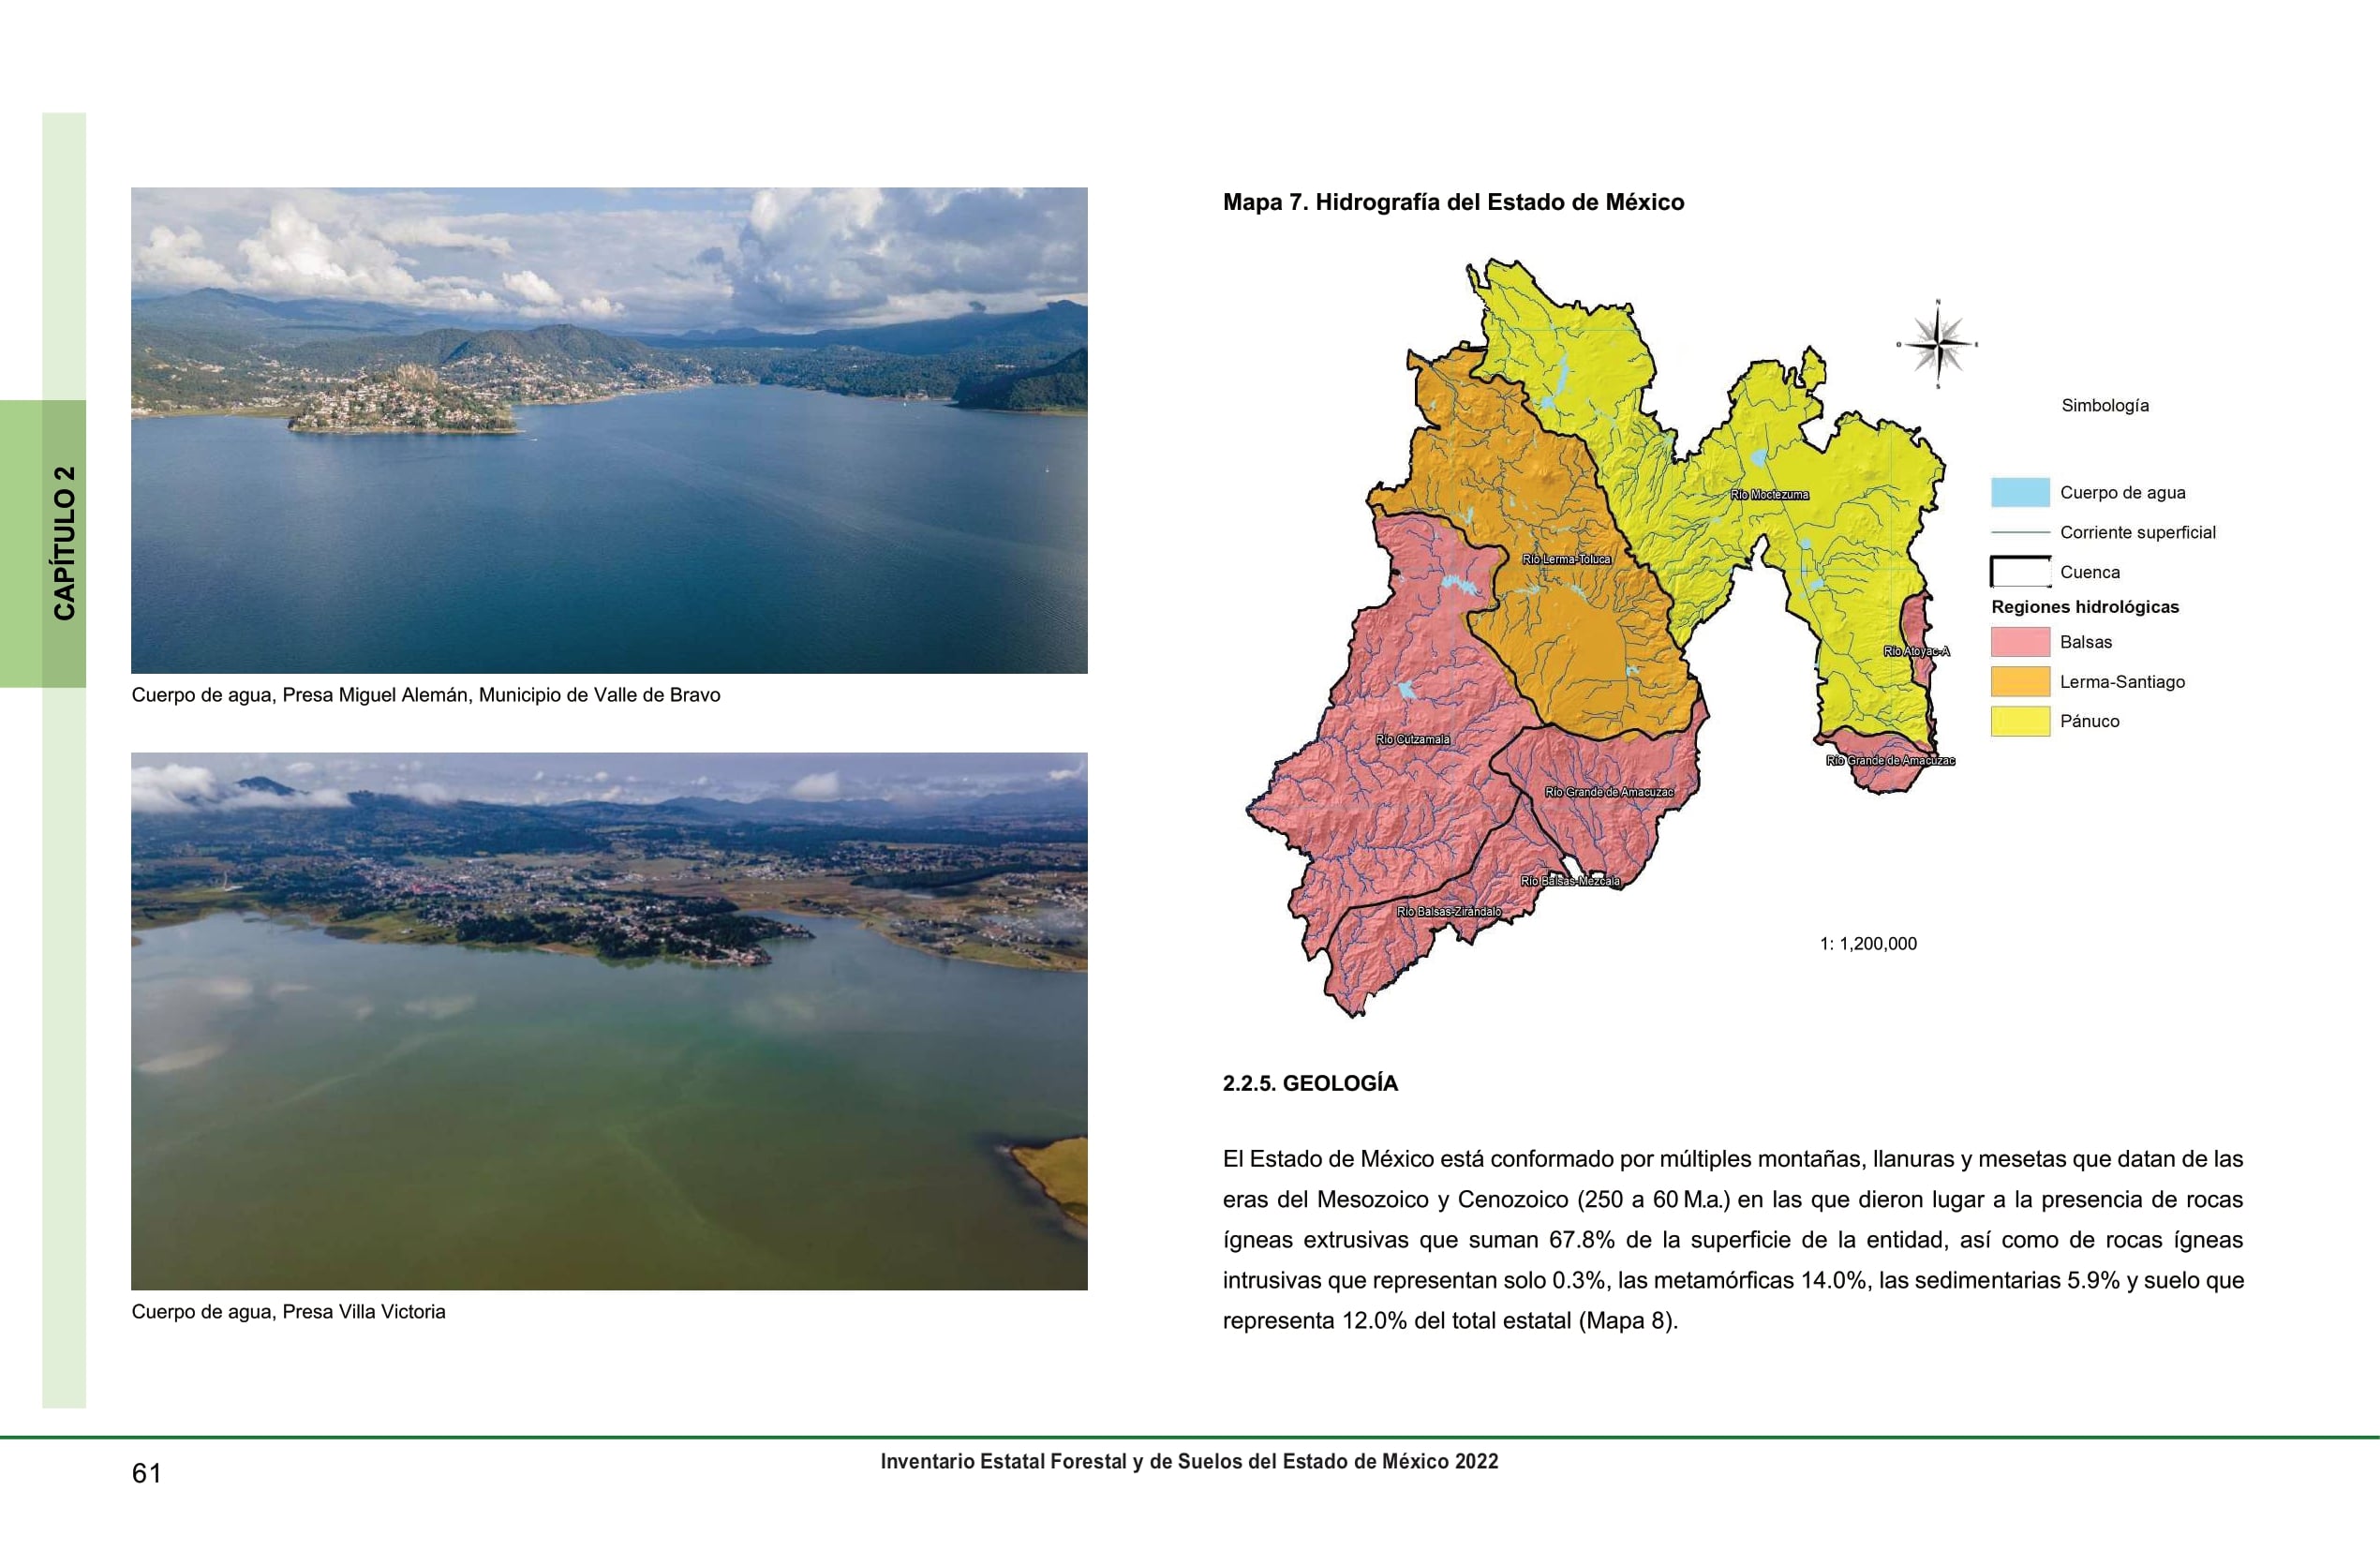 CAPÍTULO 2
Cuerpo de agua, Presa Miguel Alemán, Municipio de Valle de Bravo
Cuerpo de agua, Presa Villa Victoria
Mapa 7. Hidrografía del Estado de México
N
O
E
S
Simbología
Cuerpo de agua
Corriente superficial
Cuenca
Regiones hidrológicas
Balsas
Lerma-Santiago
Pánuco
Río Moctezuma
Río Lerma-Toluca
Río Atoyac-A
Río Cutzamala
Río Grande de Amacuzac
Río Grande de Amacuzac
Río Balsas-Mezcala
Río Balsas-Zirándalo
1: 1,200,000
2.2.5. GEOLOGÍA
El Estado de México está conformado por múltiples montañas, llanuras y mesetas que datan de las
eras del Mesozoico y Cenozoico (250 a 60 M.a.) en las que dieron lugar a la presencia de rocas
ígneas extrusivas que suman 67.8% de la superficie de la entidad, así como de rocas ígneas
intrusivas que representan solo 0.3%, las metamórficas 14.0%, las sedimentarias 5.9% y suelo que
representa 12.0% del total estatal (Mapa 8).
61
Inventario Estatal Forestal y de Suelos del Estado de México 2022